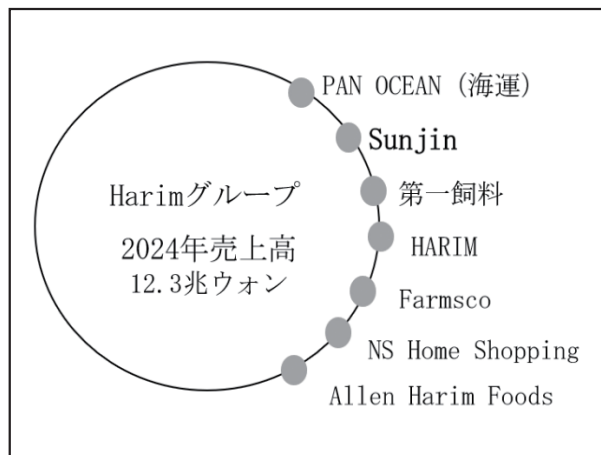 PAN OCEAN (海運)
Sunjin
Harimグループ
第一飼料
2024年売上高
HARIM
12.3兆ウォン
Farmsco
NS Home Shopping
Allen Harim Foods